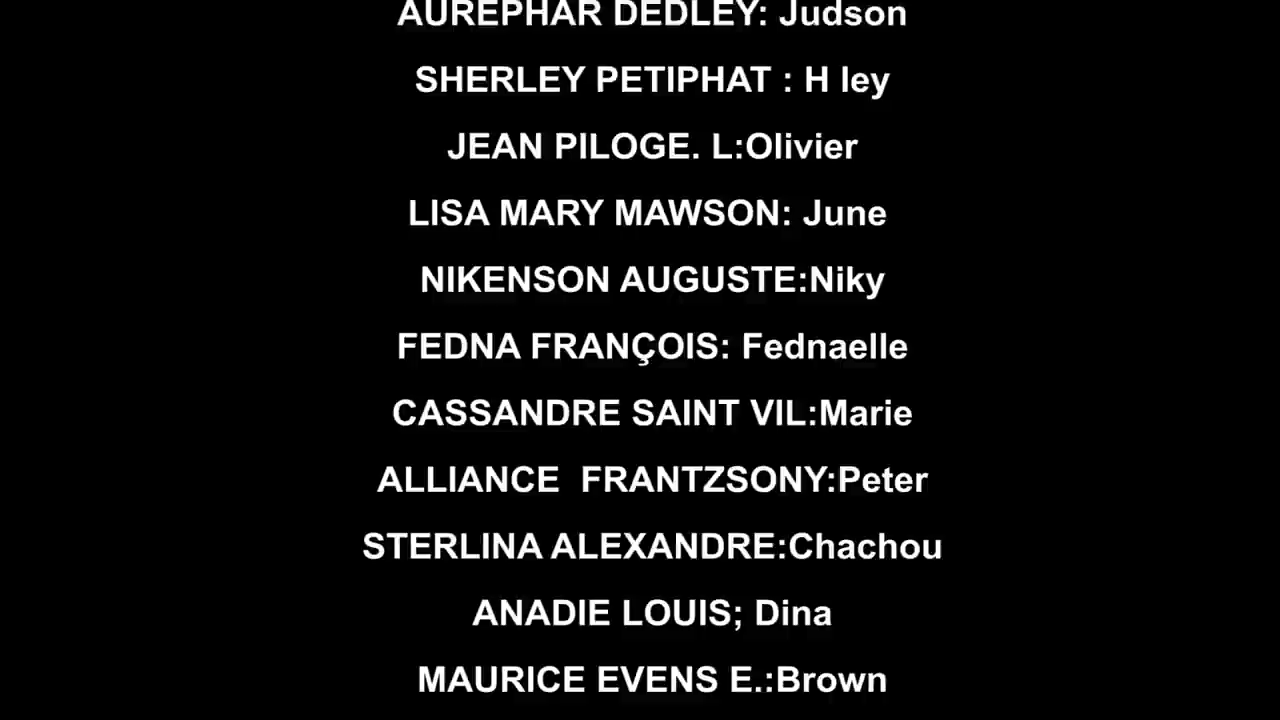 AUREPHAR DEDLEY: Judson
SHERLEY PETIPHAT : H ley
JEAN PILOGE. L:Olivier
LISA MARY MAWSON: June
NIKENSON AUGUSTE:Niky
FEDNA FRANÇOIS: Fednaelle
CASSANDRE SAINT VIL:Marie
ALLIANCE  FRANTZSONY:Peter
STERLINA ALEXANDRE:Chachou
ANADIE LOUIS; Dina
MAURICE EVENS E.:Brown